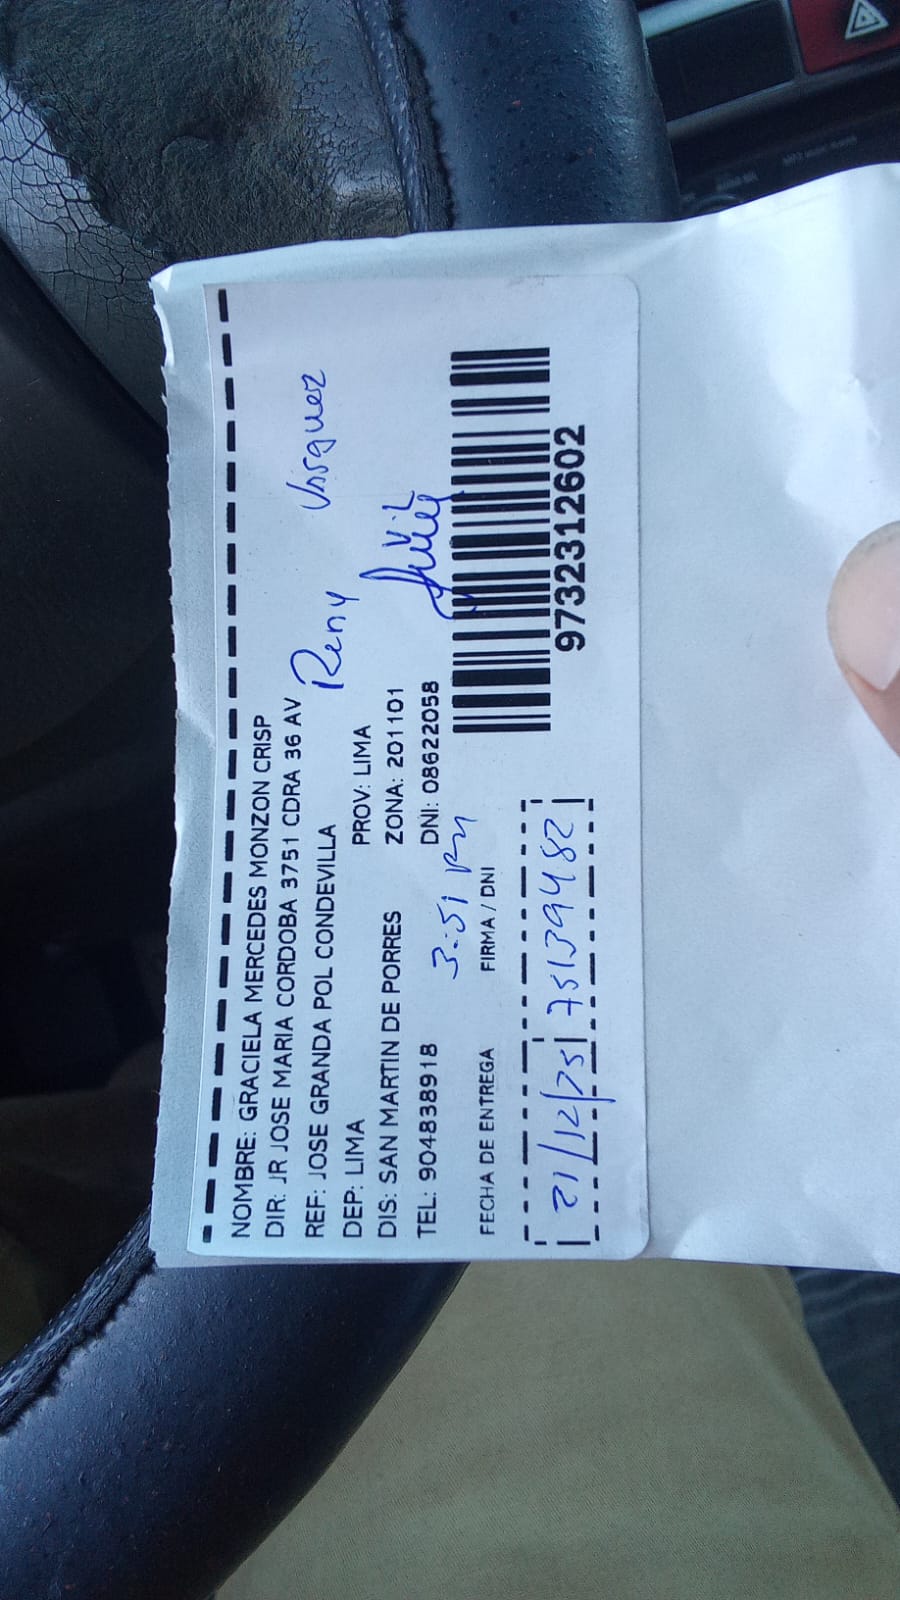 NOMBRE: GRACIELA MERCEDES MONZON CRISP
DIR: JR JOSE MARIA CORDOBA 3751 CDRA 36 AV
REF: JOSE GRANDA POL CONDEVILLA
Reny Vasquez
DEP: LIMA PROV: LIMA
DIS: SAN MARTIN DE PORRES ZONA: 201101
V.L
TEL: 904838918 DNI: 08622058
3:51 PM
FECHA DE ENTREGA FIRMA / DNI
21/12/25 75139482
9732312602